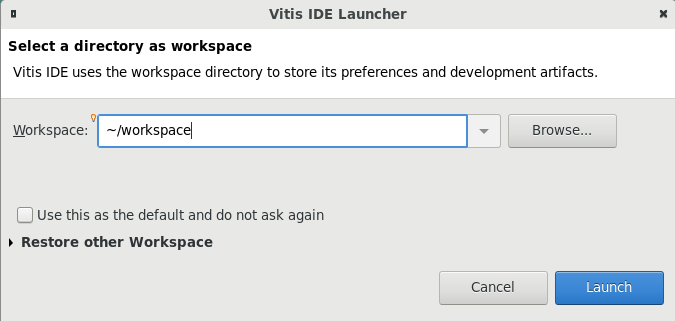 Vitis IDE Launcher
Select a directory as workspace
Vitis IDE uses the workspace directory to store its preferences and development artifacts.
Workspace: ~/workspace Browse...
Use this as the default and do not ask again
Restore other Workspace
Cancel Launch